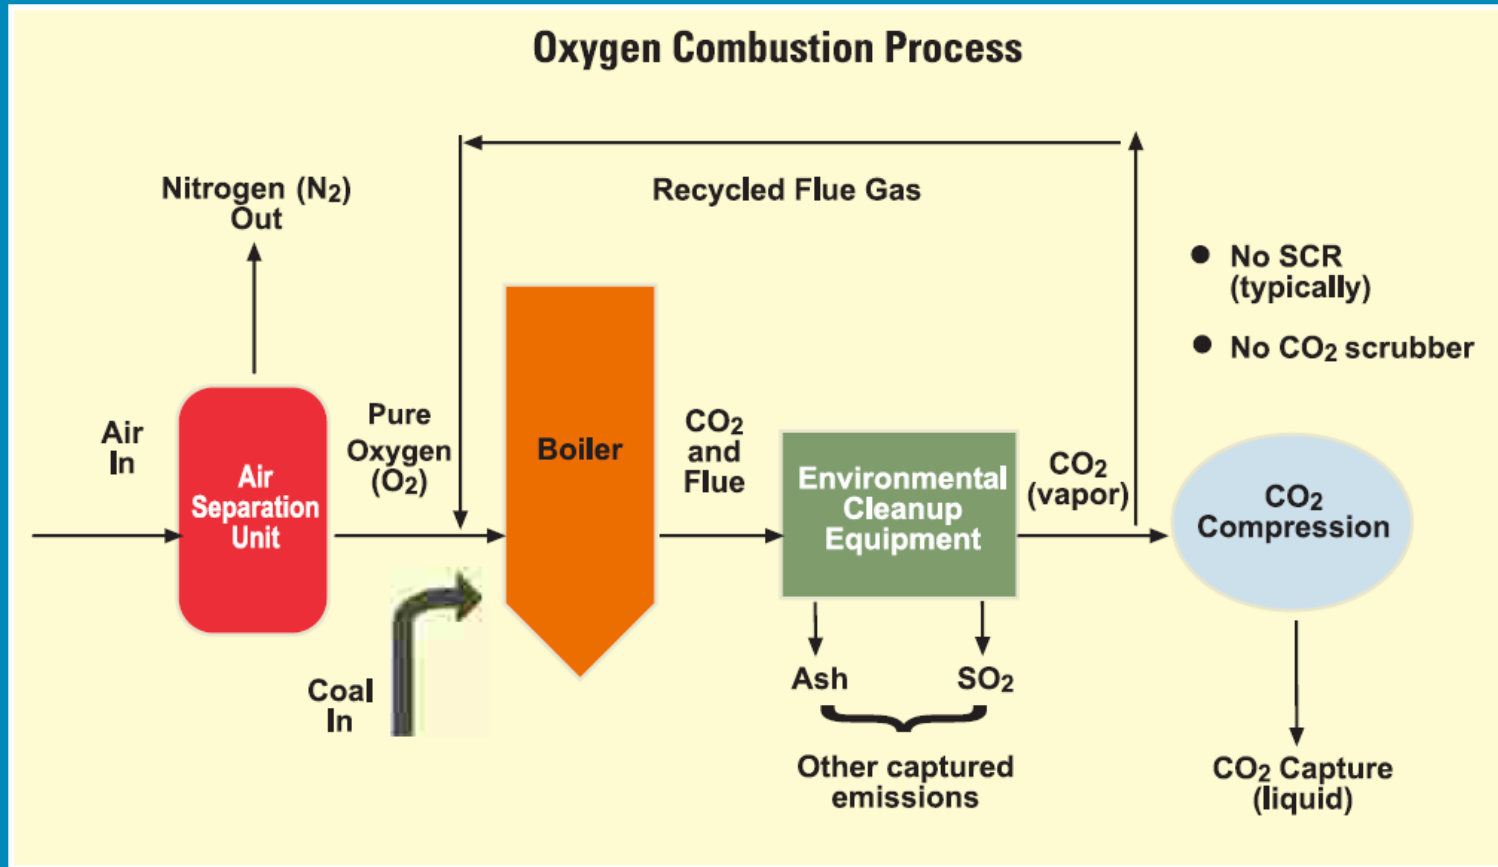 Oxygen Combustion Process
Nitrogen (N₂)
Out
Recycled Flue Gas
● No SCR
(typically)
● No CO₂ scrubber
Air
In
Air
Separation
Unit
Pure
Oxygen
(O₂)
Coal
In
Boiler
CO₂
and
Flue
Environmental
Cleanup
Equipment
CO₂
(vapor)
CO₂
Compression
Ash
SO₂
Other captured
emissions
CO₂ Capture
(liquid)